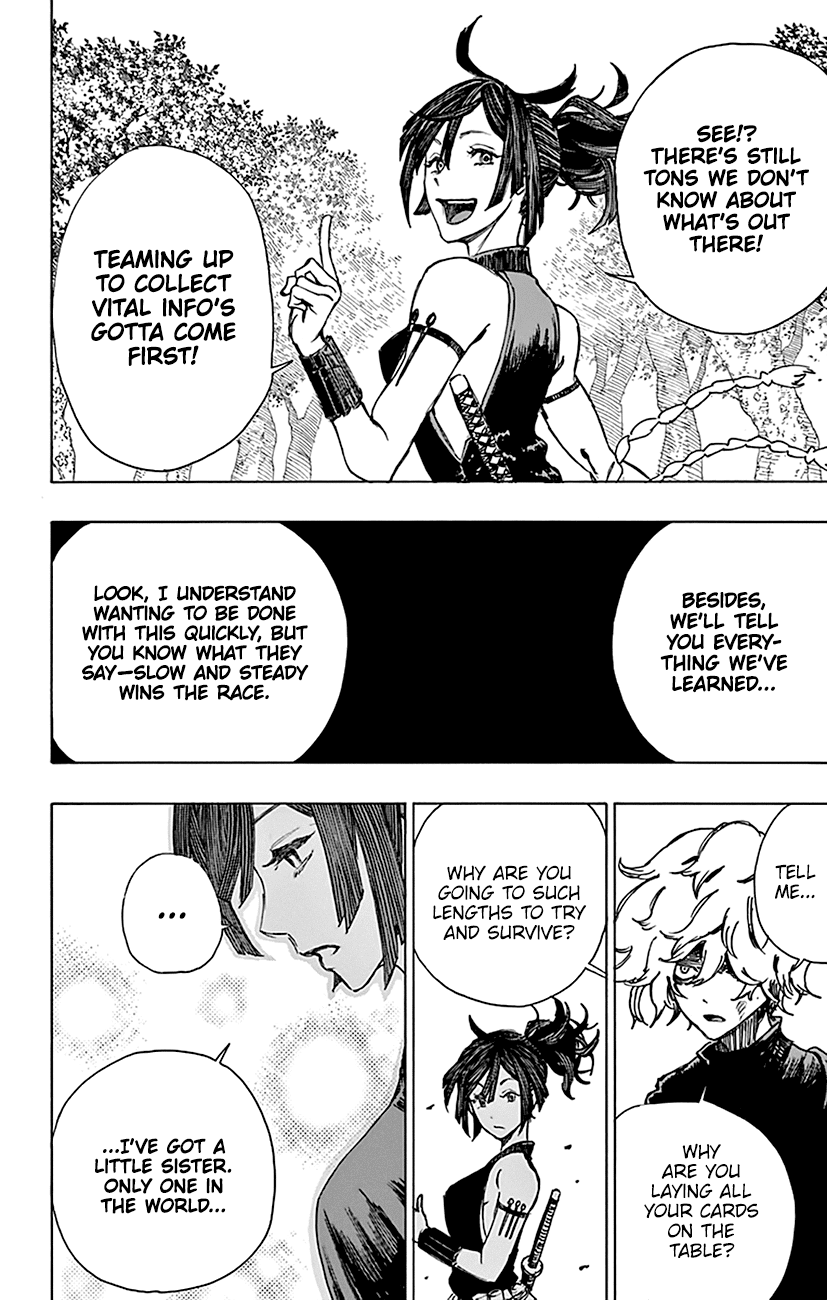 SEE!?
THERE'S STILL
TONS WE DON'T
KNOW ABOUT
WHAT'S OUT
THERE!
TEAMING UP
TO COLLECT
VITAL INFO'S
GOTTA COME
FIRST!
BESIDES,
WE'LL TELL
YOU EVERY-
THING WE'VE
LEARNED...
LOOK, I UNDERSTAND
WANTING TO BE DONE
WITH THIS QUICKLY, BUT
YOU KNOW WHAT THEY
SAY—SLOW AND STEADY
WINS THE RACE.
TELL
ME...
WHY
ARE YOU
LAYING ALL
YOUR CARDS
ON THE
TABLE?
WHY ARE YOU
GOING TO SUCH
LENGTHS TO TRY
AND SURVIVE?
...
...I'VE GOT A
LITTLE SISTER.
ONLY ONE IN
THE WORLD...